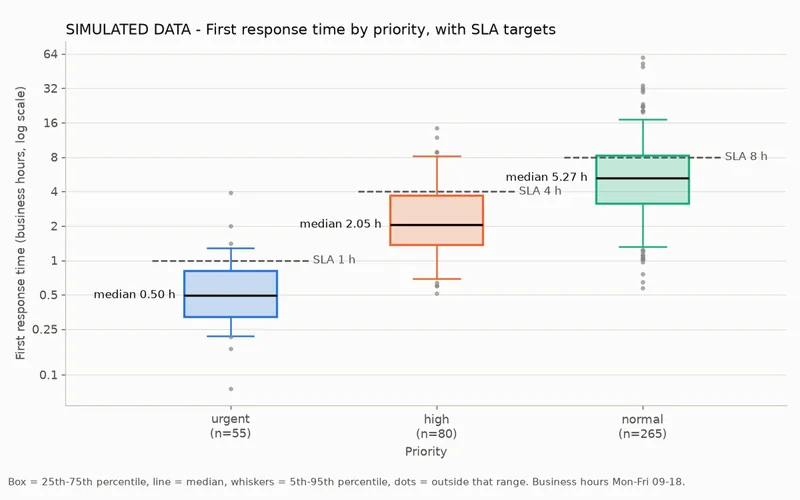 SIMULATED DATA - First response time by priority, with SLA targets
First response time (business hours, log scale)
64
32
16
8
4
2
1
0.5
0.25
0.1
median 0.50 h
SLA 1 h
median 2.05 h
SLA 4 h
median 5.27 h
SLA 8 h
urgent
(n=55)
high
(n=80)
normal
(n=265)
Priority
Box = 25th-75th percentile, line = median, whiskers = 5th-95th percentile, dots = outside that range. Business hours Mon-Fri 09-18.